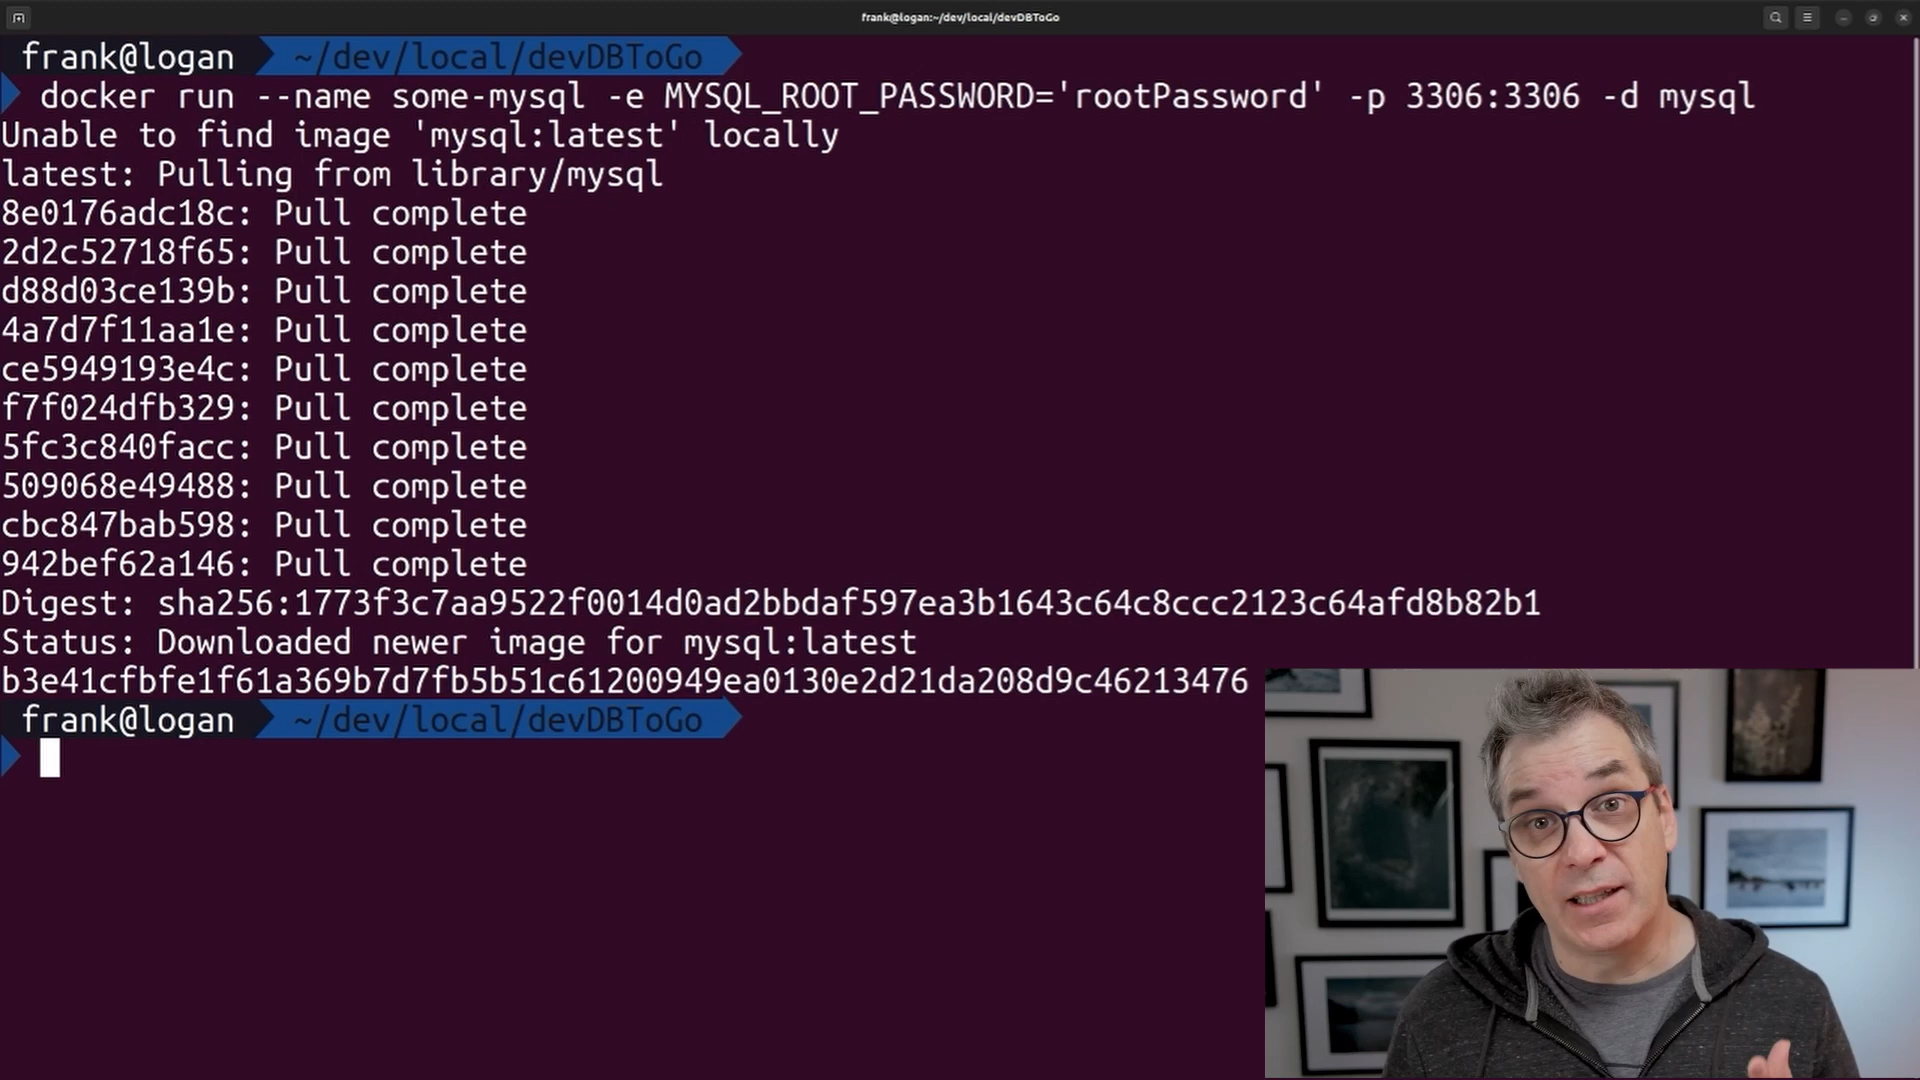 frank@logan:~/dev/local/devDBToGo
frank@logan ~/dev/local/devDBToGo
docker run --name some-mysql -e MYSQL_ROOT_PASSWORD='rootPassword' -p 3306:3306 -d mysql
Unable to find image 'mysql:latest' locally
latest: Pulling from library/mysql
8e0176adc18c: Pull complete
2d2c52718f65: Pull complete
d88d03ce139b: Pull complete
4a7d7f11aa1e: Pull complete
ce5949193e4c: Pull complete
f7f024dfb329: Pull complete
5fc3c840facc: Pull complete
509068e49488: Pull complete
cbc847bab598: Pull complete
942bef62a146: Pull complete
Digest: sha256:1773f3c7aa9522f0014d0ad2bbdaf597ea3b1643c64c8ccc2123c64afd8b82b1
Status: Downloaded newer image for mysql:latest
b3e41cfbfe1f61a369b7d7fb5b51c61200949ea0130e2d21da208d9c46213476
frank@logan ~/dev/local/devDBToGo